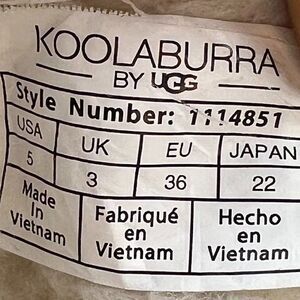 KOOLABURRA
BY UGG
Style Number: 1114851
USA UK EU JAPAN
5 3 36 22
Made
In
Vietnam
Fabriqué
en
Vietnam
Hecho
en
Vietnam